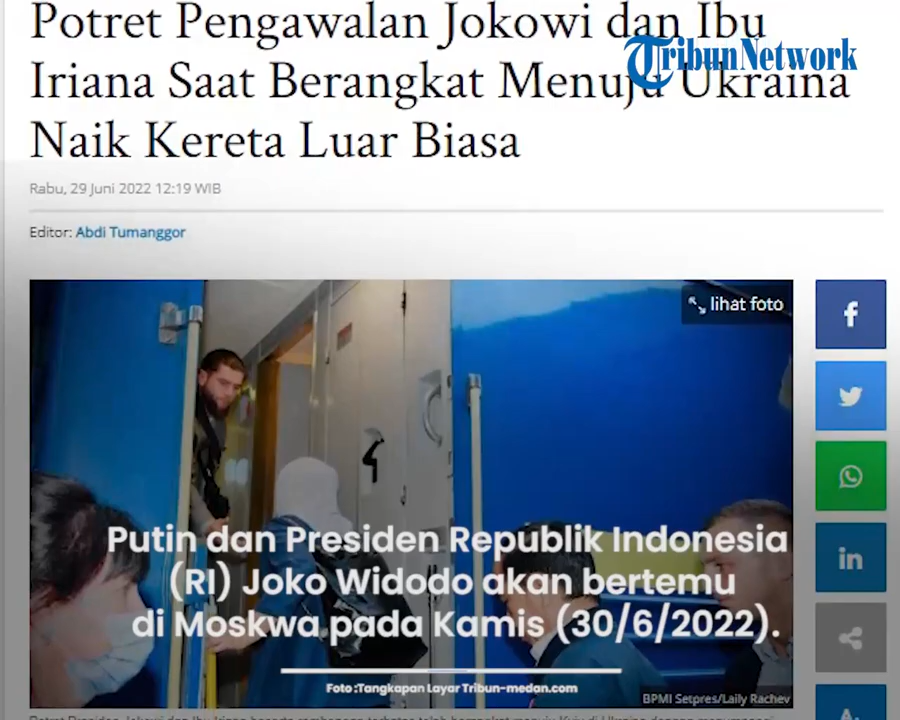 Potret Pengawalan Jokowi dan Ibu
TribunNetwork
Iriana Saat Berangkat Menuju Ukraina
Naik Kereta Luar Biasa
Rabu, 29 Juni 2022 12:19 WIB
Editor: Abdi Tumanggor
lihat foto
f
in
Putin dan Presiden Republik Indonesia
(RI) Joko Widodo akan bertemu
di Moskwa pada Kamis (30/6/2022).
Foto :Tangkapan Layar Tribun-medan.com
BPMI Setpres/Laily Rachev